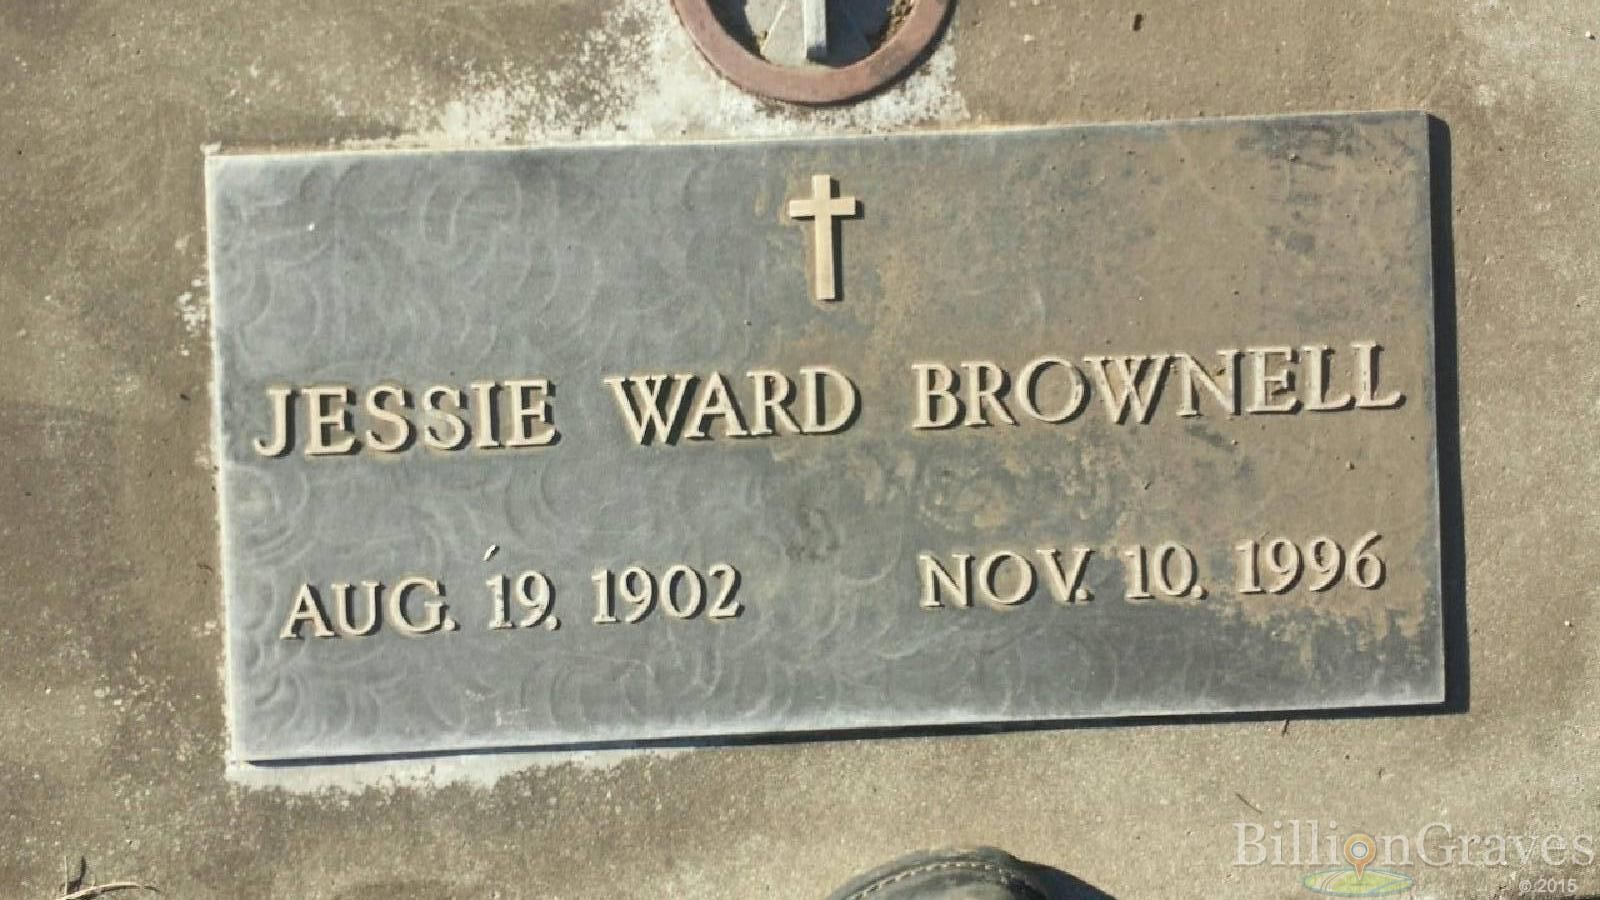 JESSIE WARD BROWNELL
AUG. 19, 1902 NOV. 10, 1996
BillionGraves
© 2015